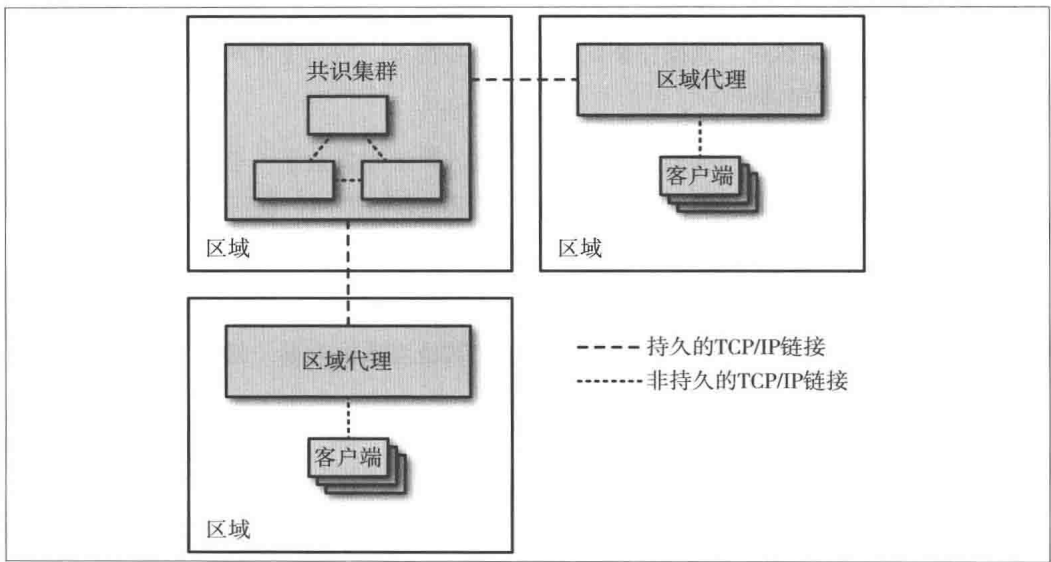 共识集群
区域
区域代理
客户端
区域
区域代理
客户端
区域
持久的TCP/IP链接
非持久的TCP/IP链接